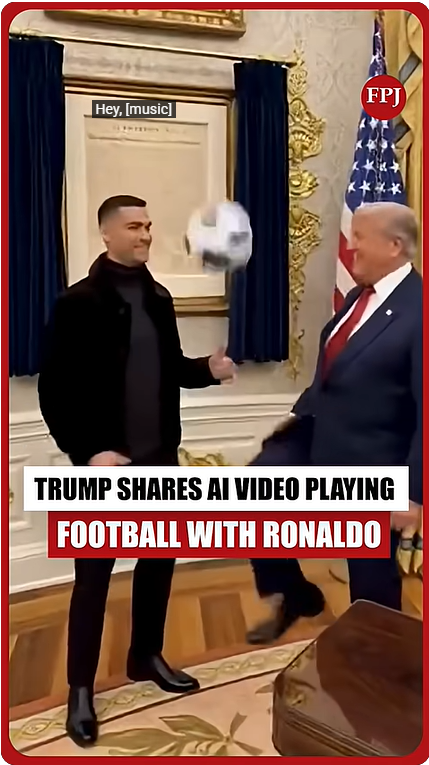 FPJ
Hey, [music]
TRUMP SHARES AI VIDEO PLAYING
FOOTBALL WITH RONALDO